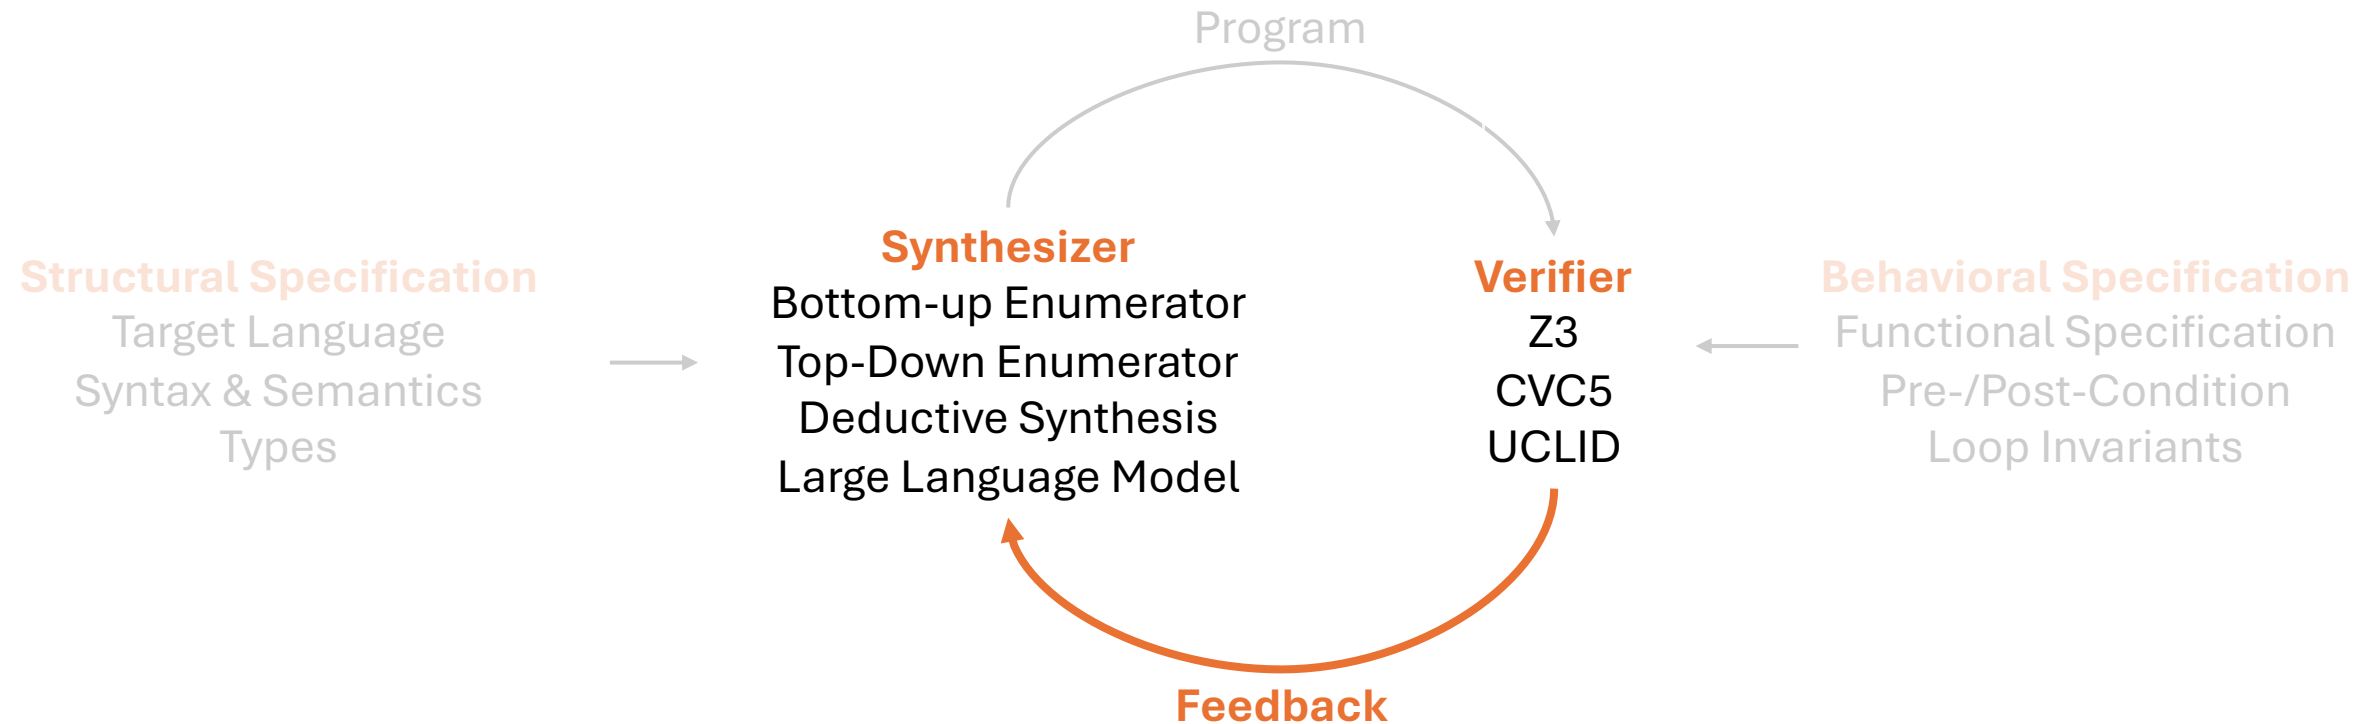 Program
Structural Specification
Target Language
Syntax & Semantics
Types
Synthesizer
Bottom-up Enumerator
Top-Down Enumerator
Deductive Synthesis
Large Language Model
Verifier
Z3
CVC5
UCLID
Behavioral Specification
Functional Specification
Pre-/Post-Condition
Loop Invariants
Feedback